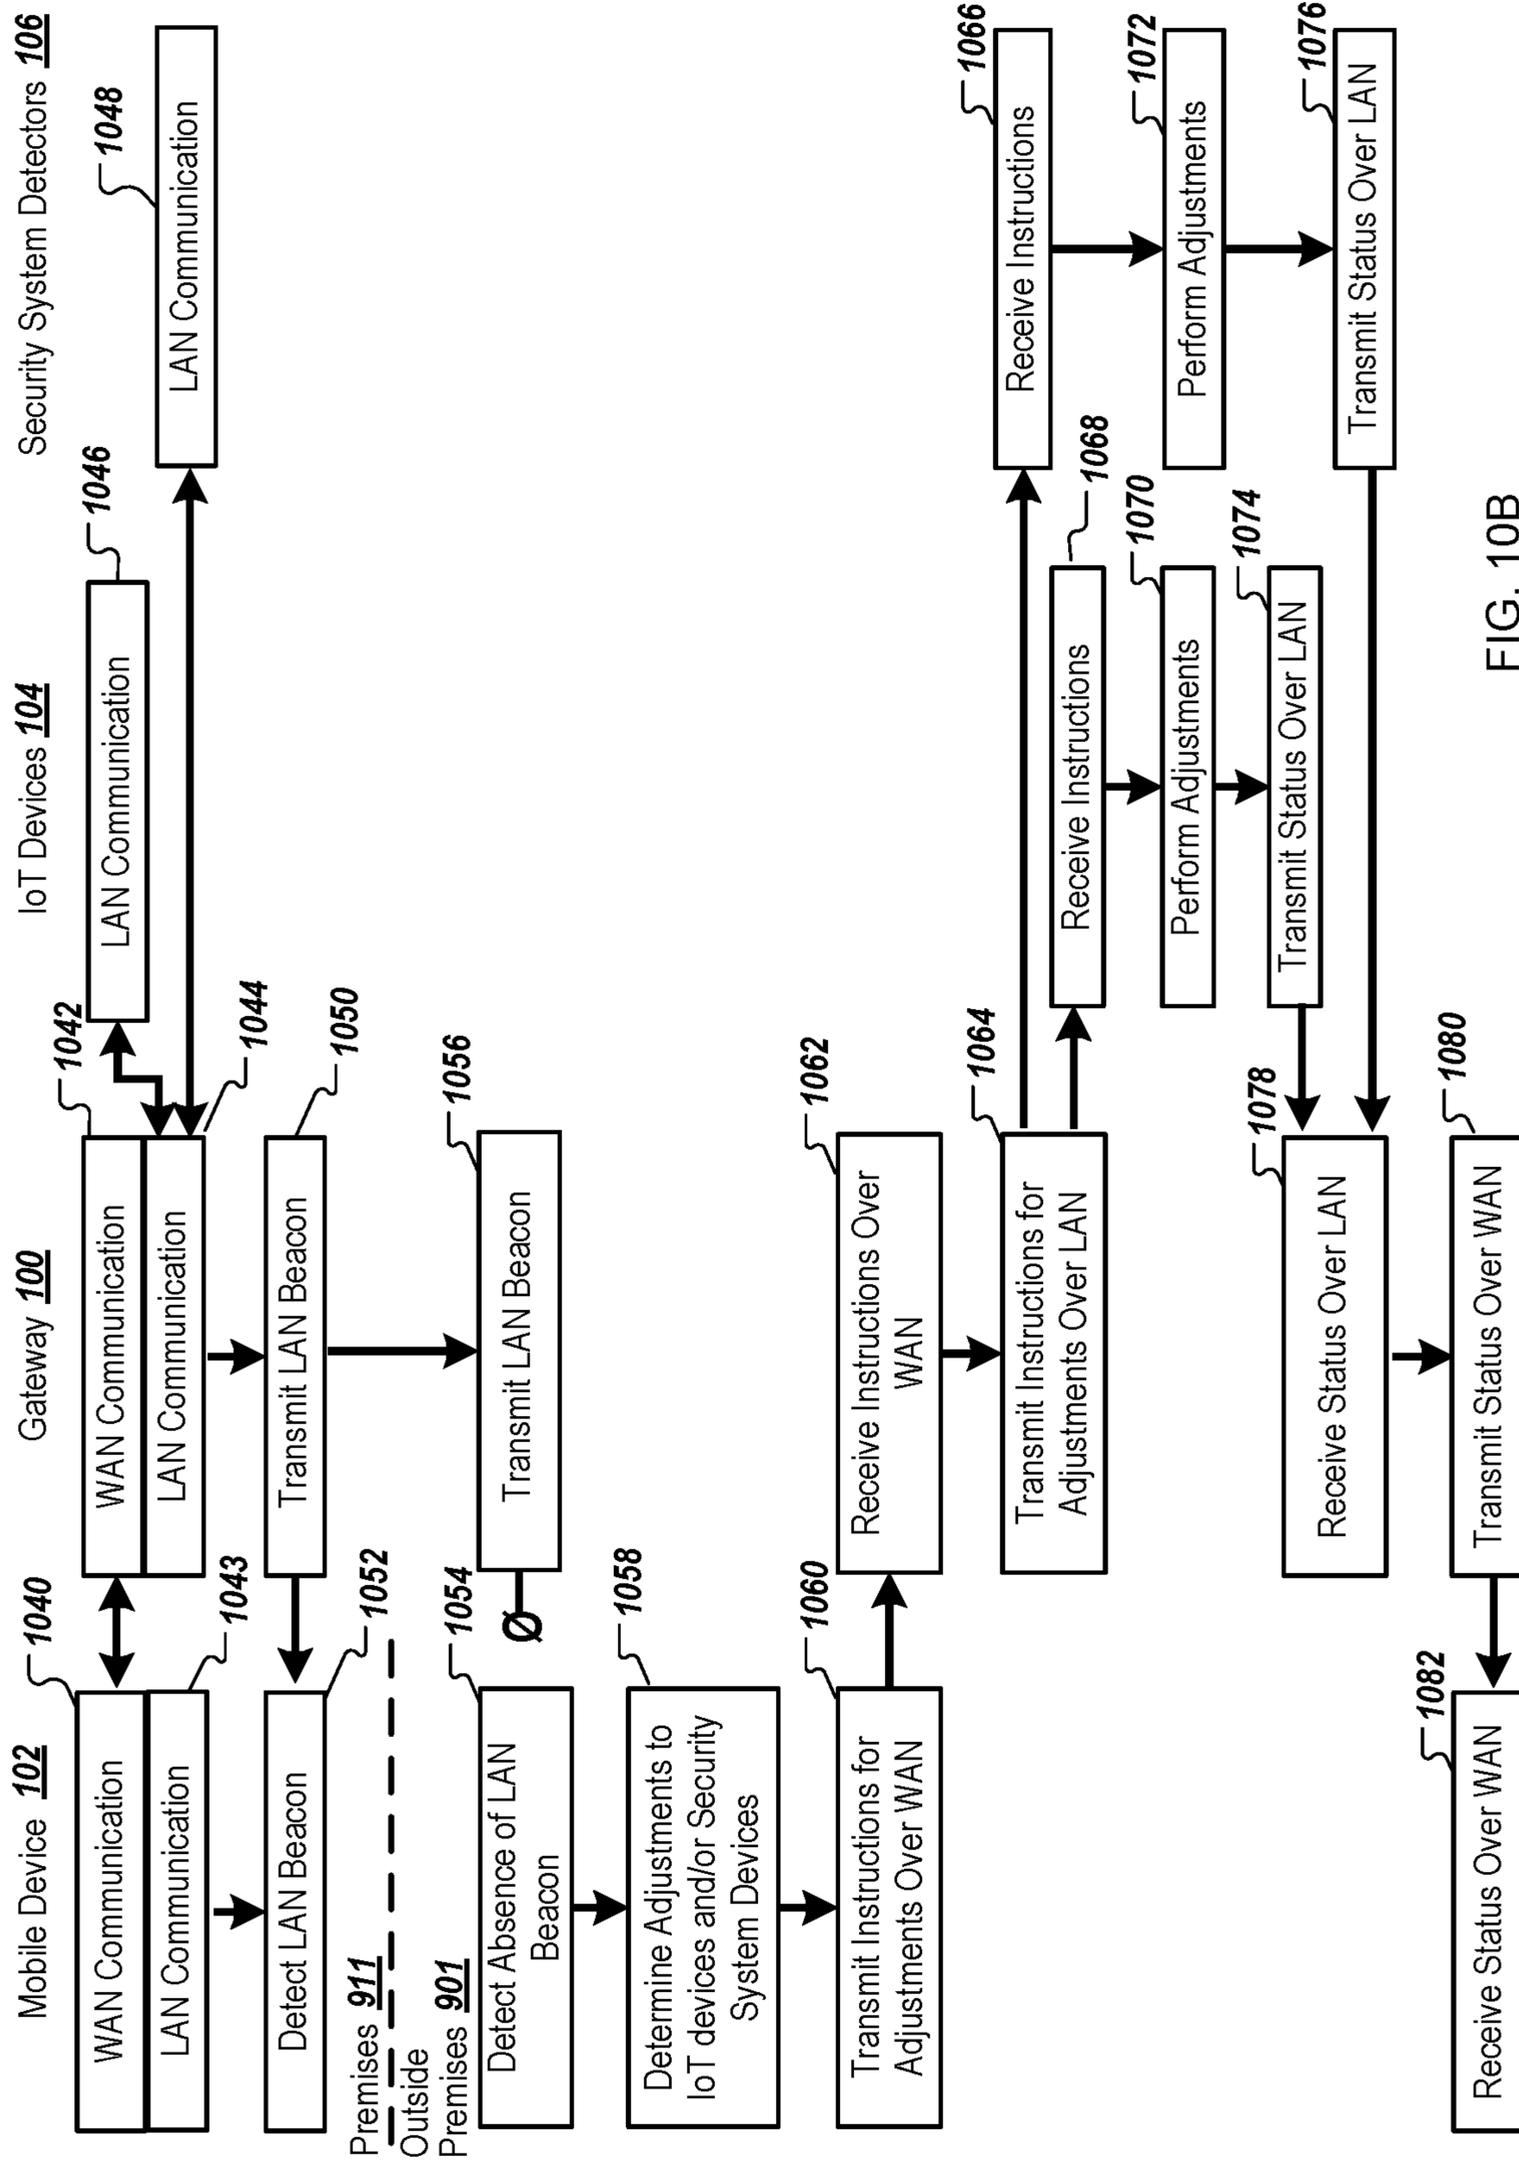 Mobile Device 102
Gateway 100
IoT Devices 104
Security System Detectors 106
1040
WAN Communication
LAN Communication
1043
1042
WAN Communication
LAN Communication
1044
1046
LAN Communication
1048
LAN Communication
Detect LAN Beacon
1052
Transmit LAN Beacon
1050
Premises 911
Outside
Premises 901
1054
Detect Absence of LAN
Beacon
Ø
Transmit LAN Beacon
1056
1058
Determine Adjustments to
IoT devices and/or Security
System Devices
1060
Transmit Instructions for
Adjustments Over WAN
1062
Receive Instructions Over
WAN
1064
Transmit Instructions for
Adjustments Over LAN
1066
Receive Instructions
1068
Receive Instructions
1070
Perform Adjustments
1072
Perform Adjustments
1074
Transmit Status Over LAN
1076
Transmit Status Over LAN
1078
Receive Status Over LAN
1080
Transmit Status Over WAN
1082
Receive Status Over WAN
FIG. 10B